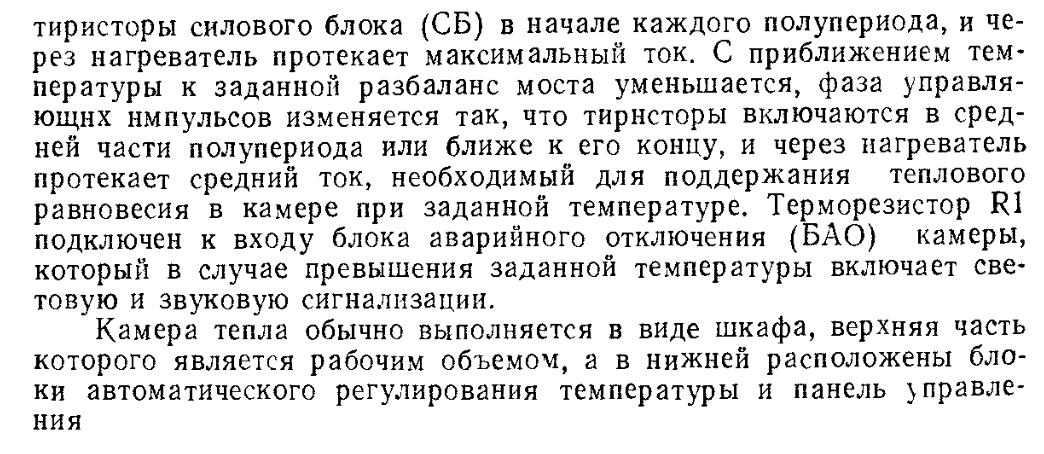 тиристоры силового блока (СБ) в начале каждого полупериода, и че-
рез нагреватель протекает максимальный ток. С приближением тем-
пературы к заданной разбаланс моста уменьшается, фаза управля-
ющнх нмпульсов изменяется так, что тирнсторы включаются в сред-
ней части полупериода или ближе к его концу, и через нагреватель
протекает средний ток, необходимый для поддержания теплового
равновесия в камере при заданной температуре. Терморезистор R1
подключен к входу блока аварийного отключения (БАО) камеры,
который в случае превышения заданной температуры включает све-
товую и звуковую сигнализации.
Камера тепла обычно выполняется в виде шкафа, верхняя часть
которого является рабочим объемом, а в нижней расположены бло-
ки автоматического регулирования температуры и панель управле-
ния